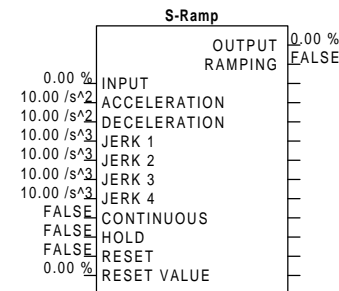 S-Ramp
OUTPUT 0.00 %
RAMPING FALSE
0.00 % INPUT
10.00 /s^2 ACCELERATION
10.00 /s^2 DECELERATION
10.00 /s^3 JERK 1
10.00 /s^3 JERK 2
10.00 /s^3 JERK 3
10.00 /s^3 JERK 4
FALSE CONTINUOUS
FALSE HOLD
FALSE RESET
0.00 % RESET VALUE